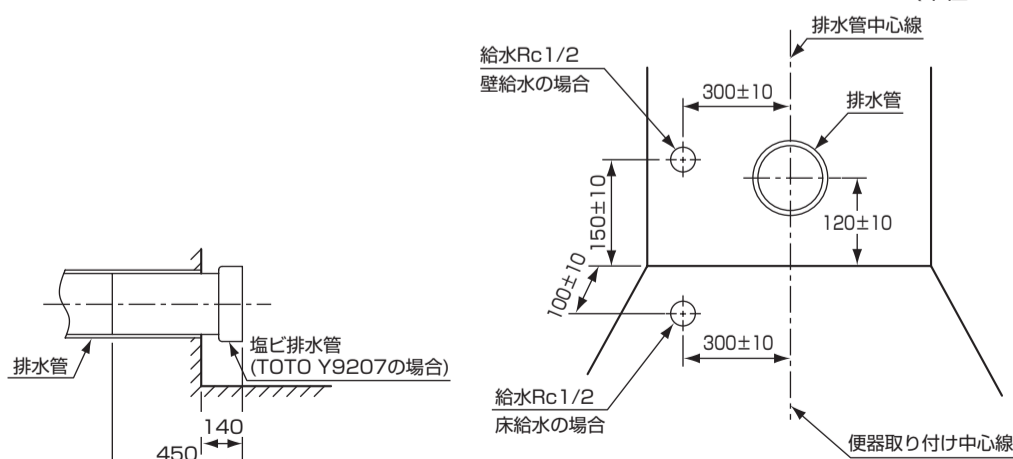 排水管
塩ビ排水管
(TOTO Y9207の場合)
140
450
排水管中心線
給水Rc1/2
壁給水の場合
300±10
排水管
150±10
120±10
100±10
300±10
給水Rc1/2
床給水の場合
便器取り付け中心線